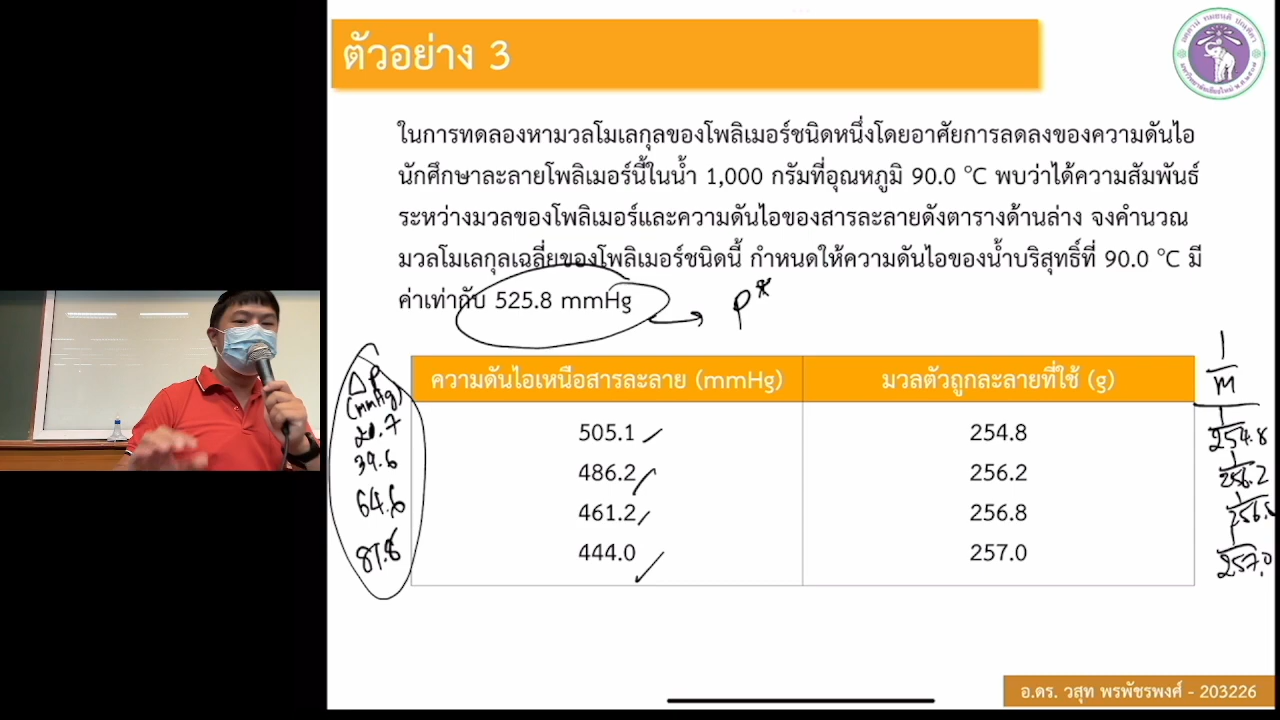 ตัวอย่าง 3
ในการทดลองหามวลโมเลกุลของโพลิเมอร์ชนิดหนึ่งโดยอาศัยการลดลงของความดันไอ
นักศึกษาละลายโพลิเมอร์นี้ในน้ำ 1,000 กรัมที่อุณหภูมิ 90.0 °C พบว่าได้ความสัมพันธ์
ระหว่างมวลของโพลิเมอร์และความดันไอของสารละลายดังตารางด้านล่าง จงคำนวณ
มวลโมเลกุลเฉลี่ยของโพลิเมอร์ชนิดนี้ กำหนดให้ความดันไอของน้ำบริสุทธิ์ที่ 90.0 °C มี
ค่าเท่ากับ 525.8 mmHg
P*
ΔP (mmHg)
ความดันไอเหนือสารละลาย (mmHg) มวลตัวถูกละลายที่ใช้ (g)
1/m
20.7 505.1 254.8 1/254.8
39.6 486.2 256.2 1/256.2
64.6 461.2 256.8
444.0 257.0 1/257.0
อ.ดร. วสุท พรพัชรพงศ์ - 203226